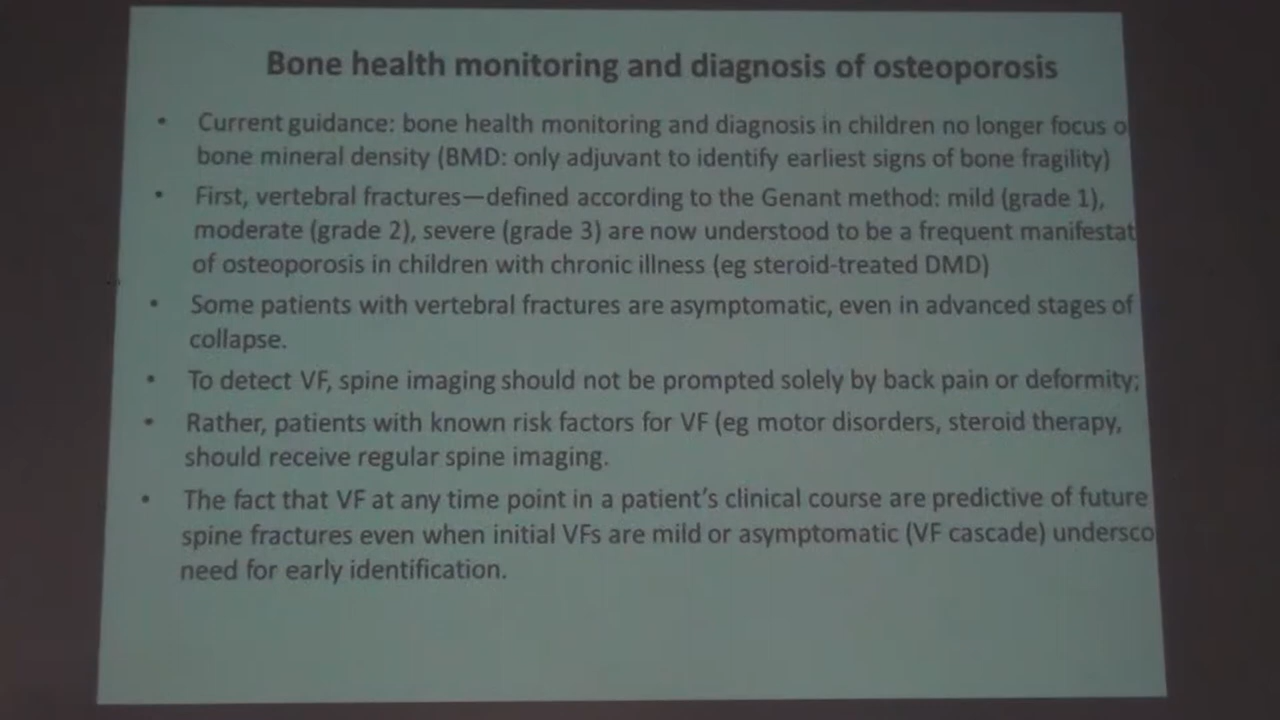 Bone health monitoring and diagnosis of osteoporosis
• Current guidance: bone health monitoring and diagnosis in children no longer focus o
bone mineral density (BMD: only adjuvant to identify earliest signs of bone fragility)
• First, vertebral fractures—defined according to the Genant method: mild (grade 1),
moderate (grade 2), severe (grade 3) are now understood to be a frequent manifestat
of osteoporosis in children with chronic illness (eg steroid-treated DMD)
• Some patients with vertebral fractures are asymptomatic, even in advanced stages of
collapse.
• To detect VF, spine imaging should not be prompted solely by back pain or deformity;
• Rather, patients with known risk factors for VF (eg motor disorders, steroid therapy,
should receive regular spine imaging.
• The fact that VF at any time point in a patient's clinical course are predictive of future
spine fractures even when initial VFs are mild or asymptomatic (VF cascade) undersco
need for early identification.